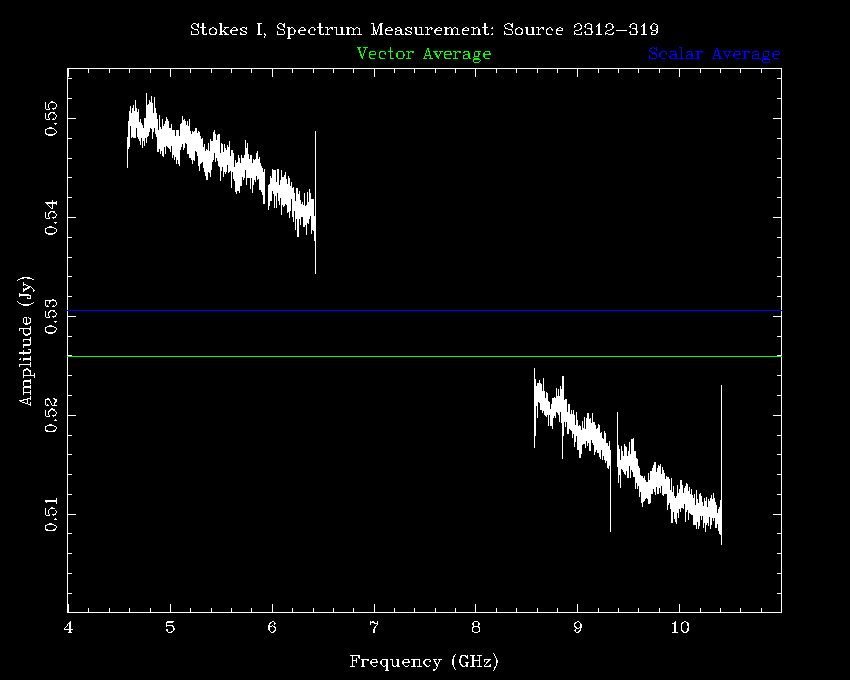 Stokes I, Spectrum Measurement: Source 2312−319
Vector Average Scalar Average
0.55
0.54
0.53
0.52
0.51
Amplitude (Jy)
4 5 6 7 8 9 10
Frequency (GHz)